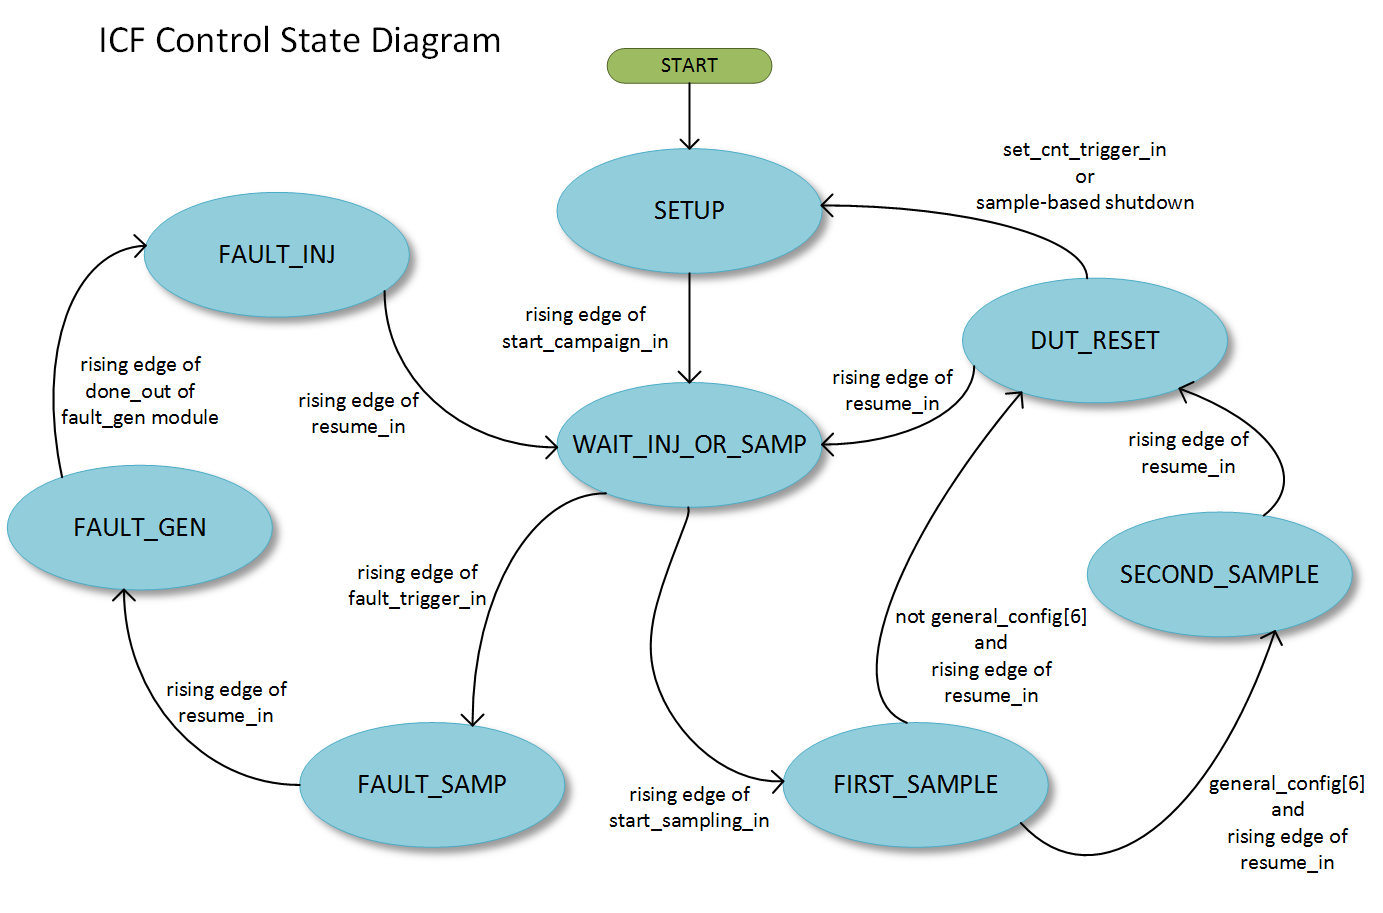 ICF Control State Diagram
START
set_cnt_trigger_in
or
sample-based shutdown
SETUP
FAULT_INJ
rising edge of
start_campaign_in
DUT_RESET
rising edge of
done_out of
fault_gen module
rising edge of
resume_in
rising edge of
resume_in
WAIT_INJ_OR_SAMP
rising edge of
resume_in
FAULT_GEN
rising edge of
fault_trigger_in
SECOND_SAMPLE
not general_config[6]
and
rising edge of
resume_in
rising edge of
resume_in
FAULT_SAMP
rising edge of
start_sampling_in
FIRST_SAMPLE
general_config[6]
and
rising edge of
resume_in